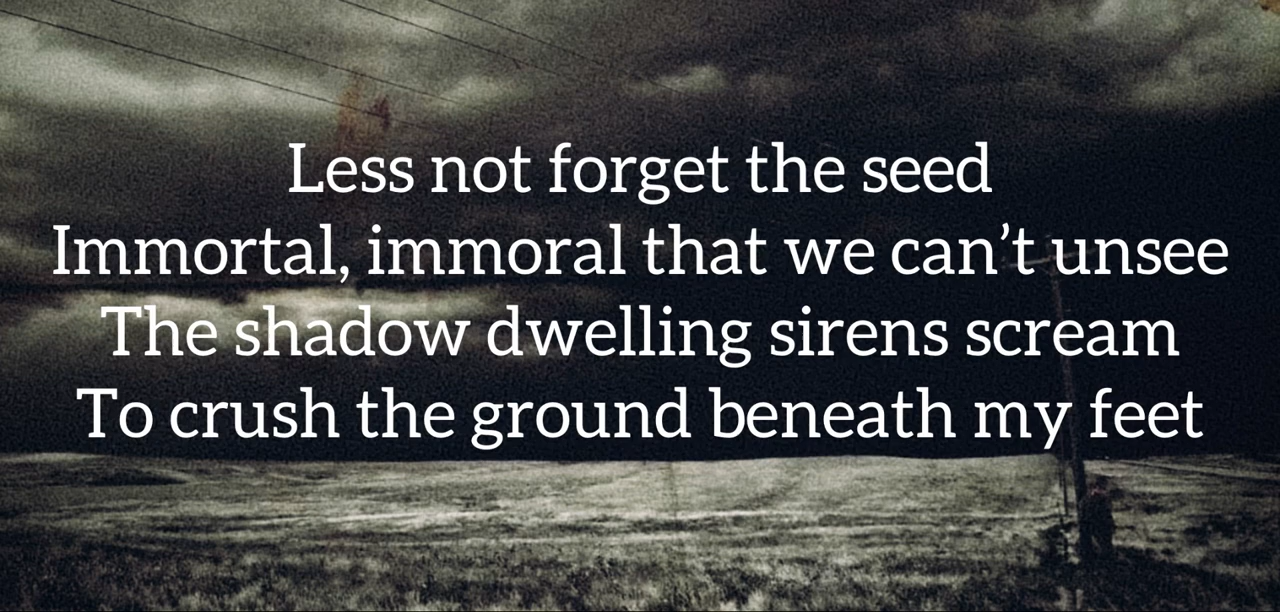 Less not forget the seed
Immortal, immoral that we can’t unsee
The shadow dwelling sirens scream
To crush the ground beneath my feet